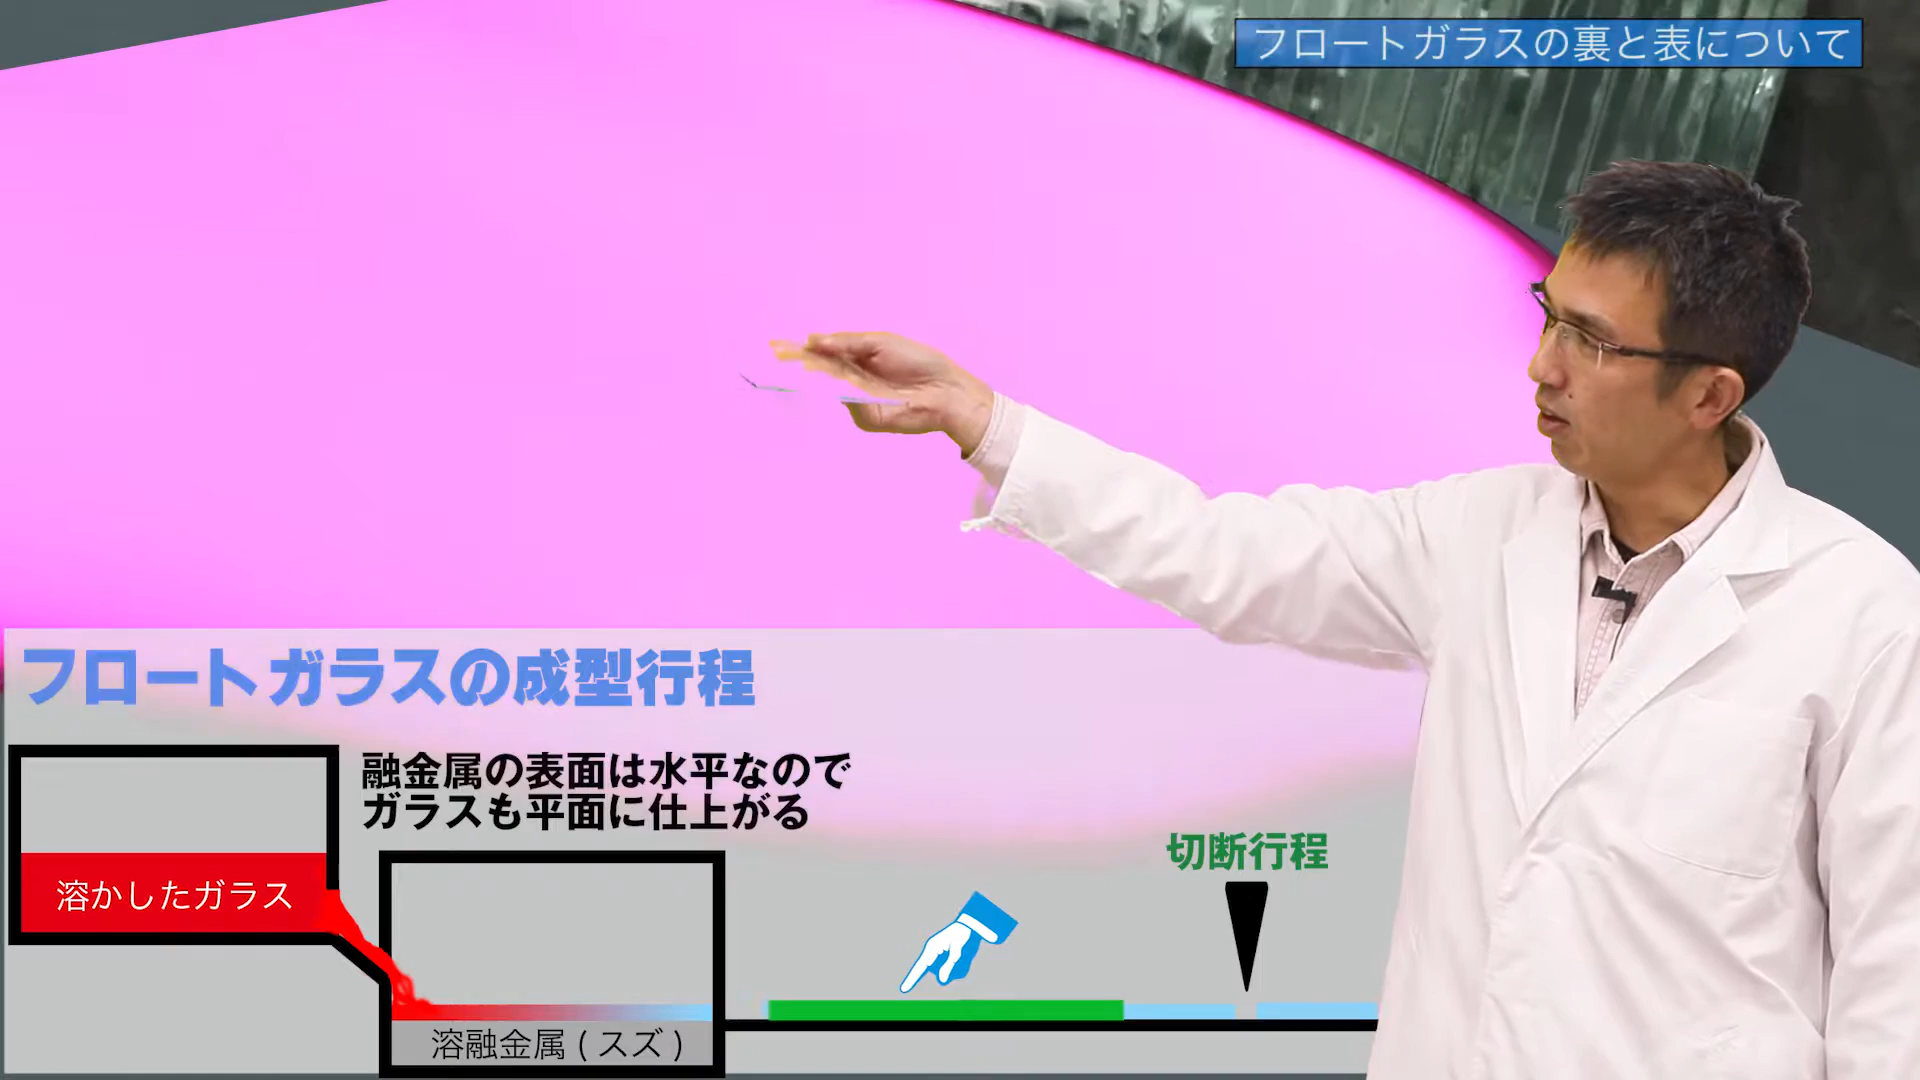 フロートガラスの裏と表について
フロートガラスの成型行程
融金属の表面は水平なので
ガラスも平面に仕上がる
切断行程
溶かしたガラス
溶融金属(スズ)